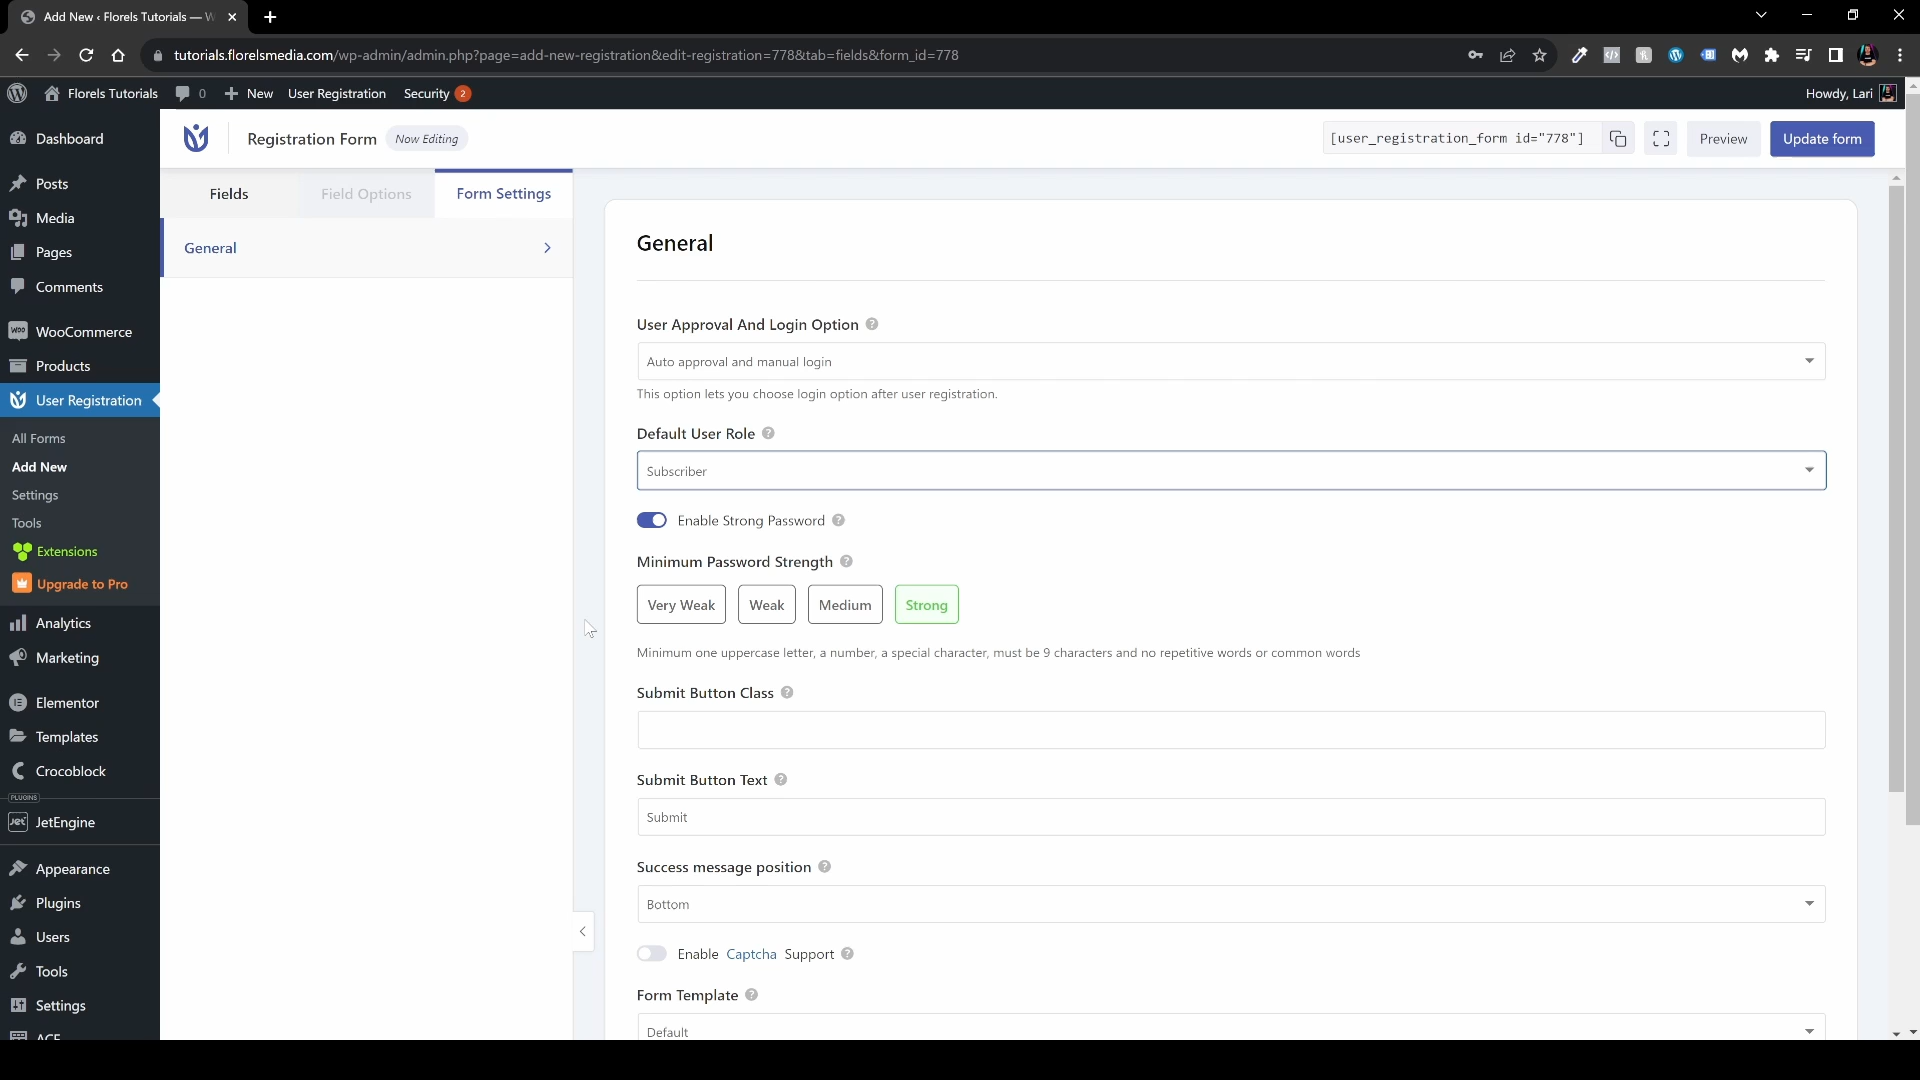 Add New ‹ Florels Tutorials — W
tutorials.florelsmedia.com/wp-admin/admin.php?page=add-new-registration&edit-registration=778&tab=fields&form_id=778
Florels Tutorials
0
New
User Registration
Security 2
Howdy, Lari
Dashboard
Posts
Media
Pages
Comments
WooCommerce
Products
User Registration
All Forms
Add New
Settings
Tools
Extensions
Upgrade to Pro
Analytics
Marketing
Elementor
Templates
Crocoblock
PLUGINS
JetEngine
Appearance
Plugins
Users
Tools
Settings
ACF
Registration Form Now Editing
[user_registration_form id="778"]
Preview
Update form
Fields
Field Options
Form Settings
General
General
User Approval And Login Option
Auto approval and manual login
This option lets you choose login option after user registration.
Default User Role
Subscriber
Enable Strong Password
Minimum Password Strength
Very Weak
Weak
Medium
Strong
Minimum one uppercase letter, a number, a special character, must be 9 characters and no repetitive words or common words
Submit Button Class
Submit Button Text
Submit
Success message position
Bottom
Enable Captcha Support
Form Template
Default